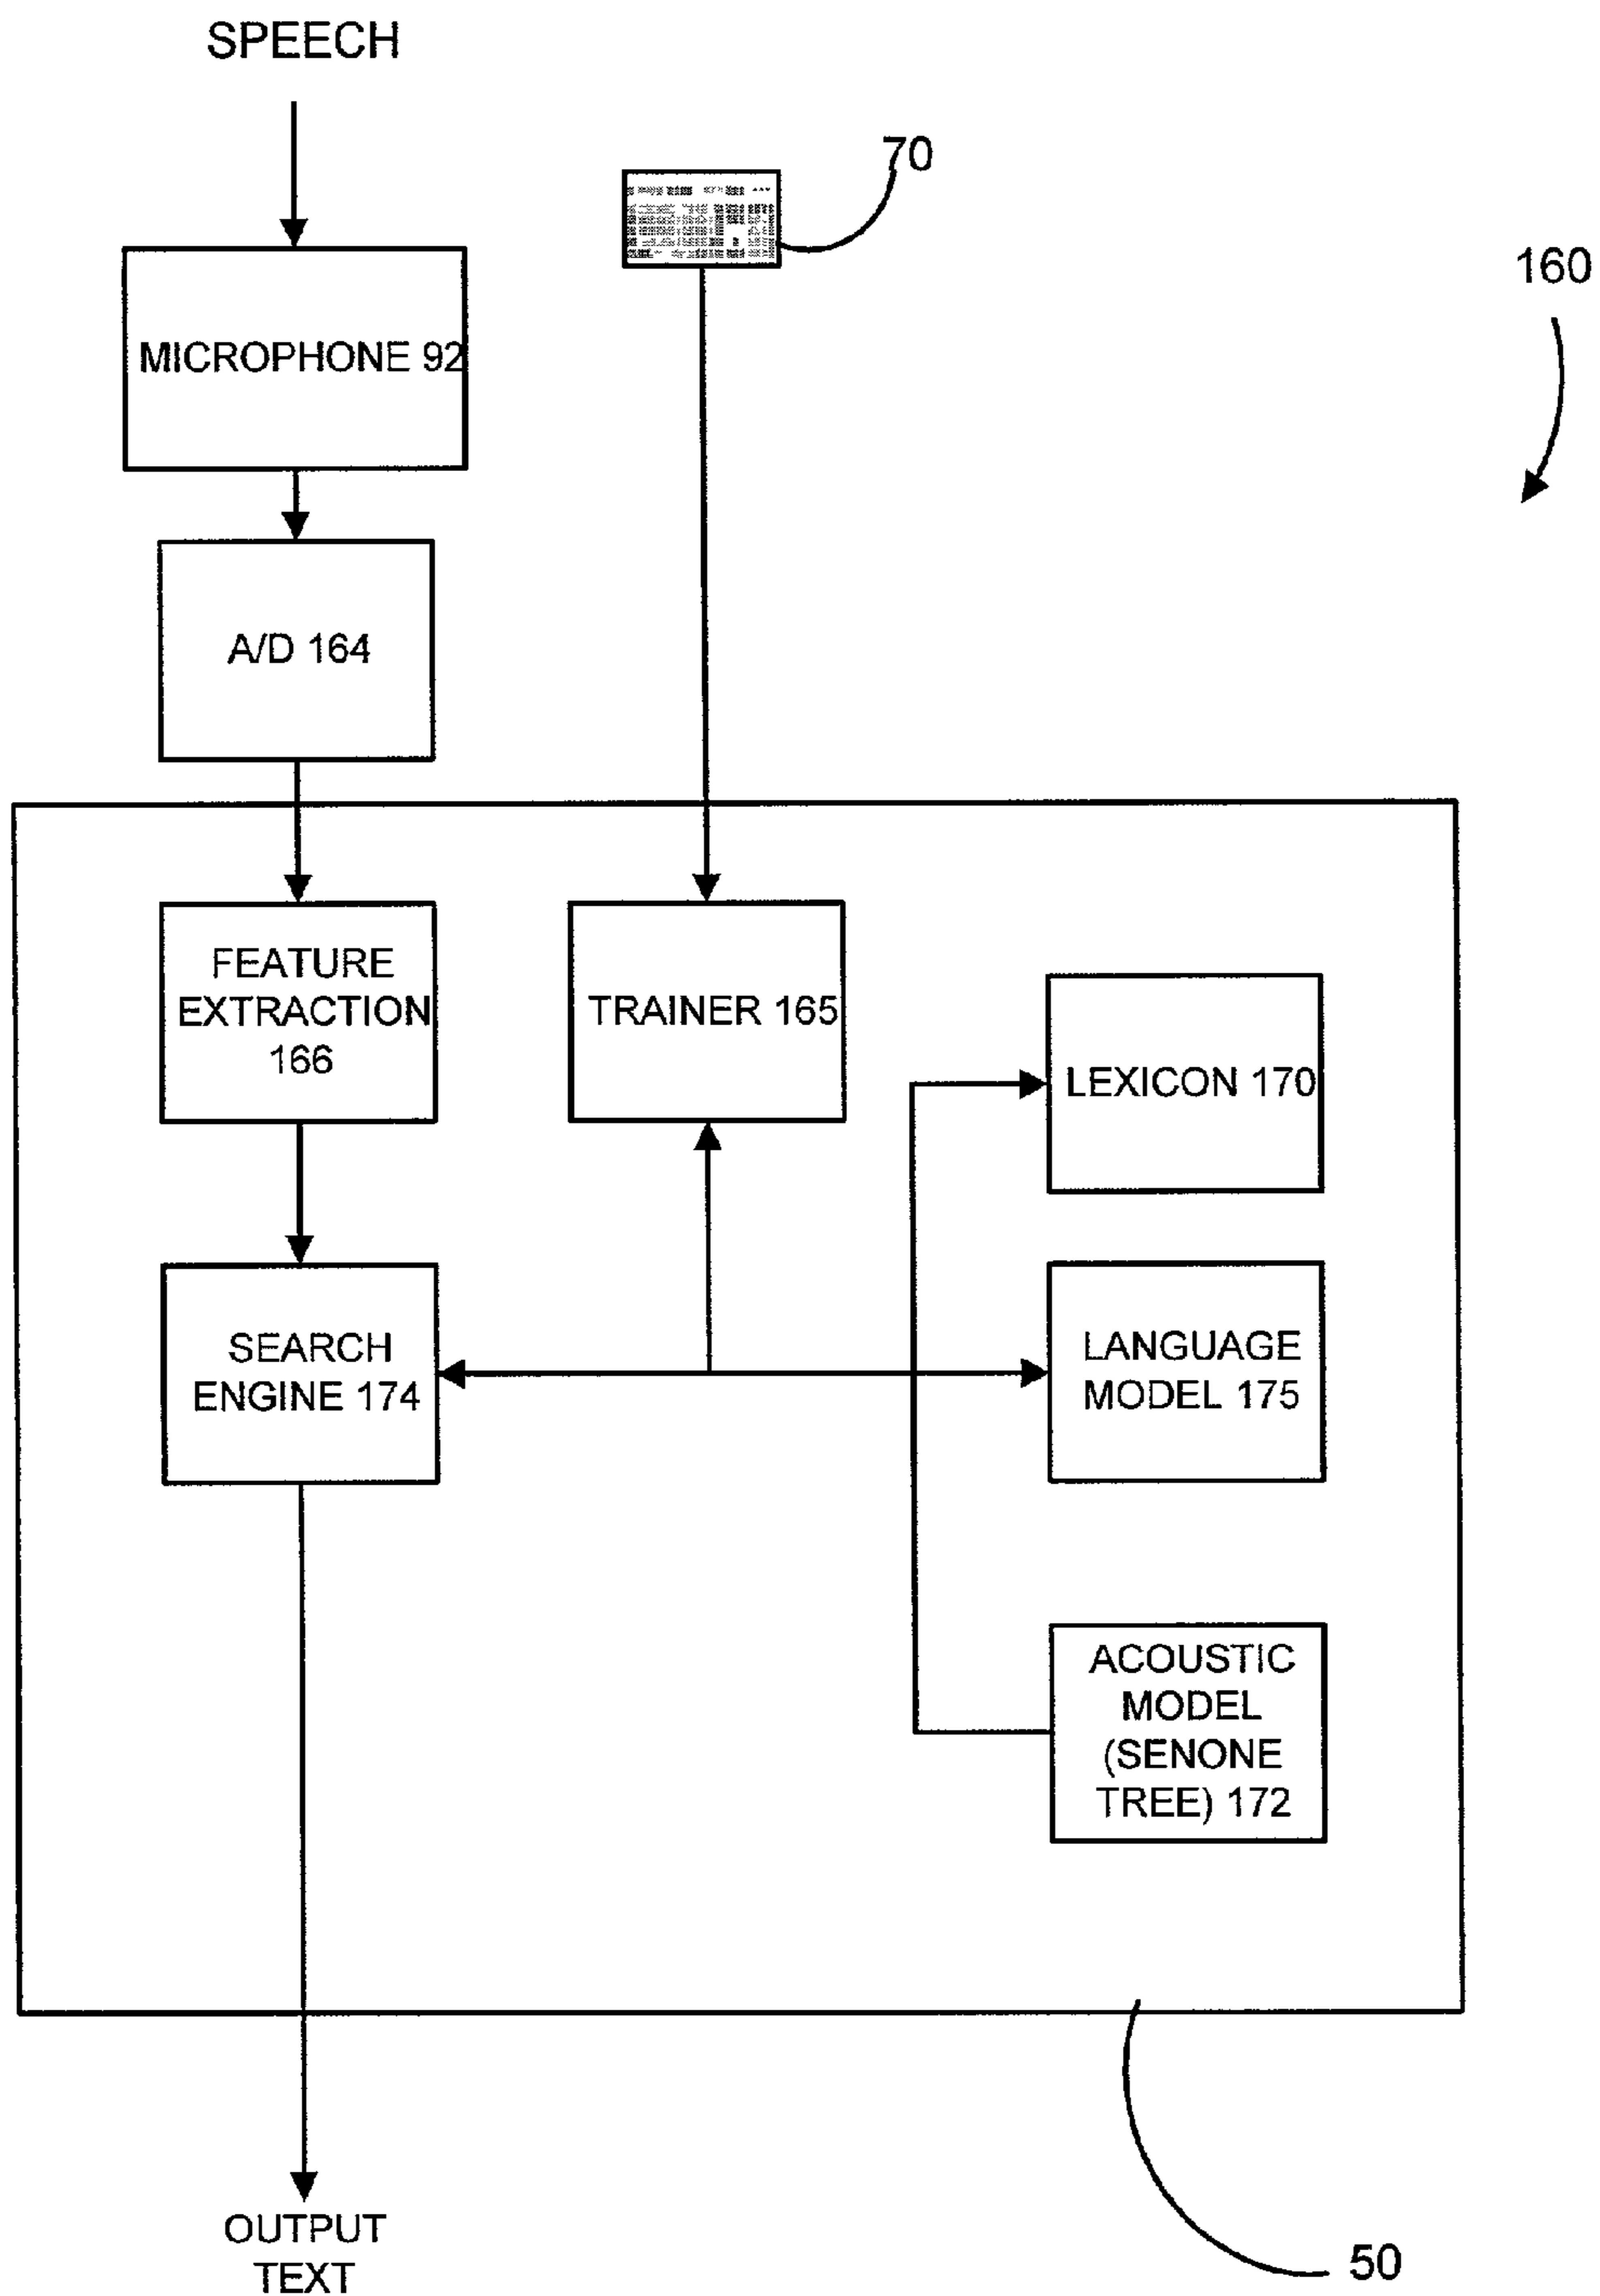 SPEECH
70
160
MICROPHONE 92
A/D 164
FEATURE
EXTRACTION
166
TRAINER 165
LEXICON 170
SEARCH
ENGINE 174
LANGUAGE
MODEL 175
ACOUSTIC
MODEL
(SENONE
TREE) 172
OUTPUT
TEXT
50